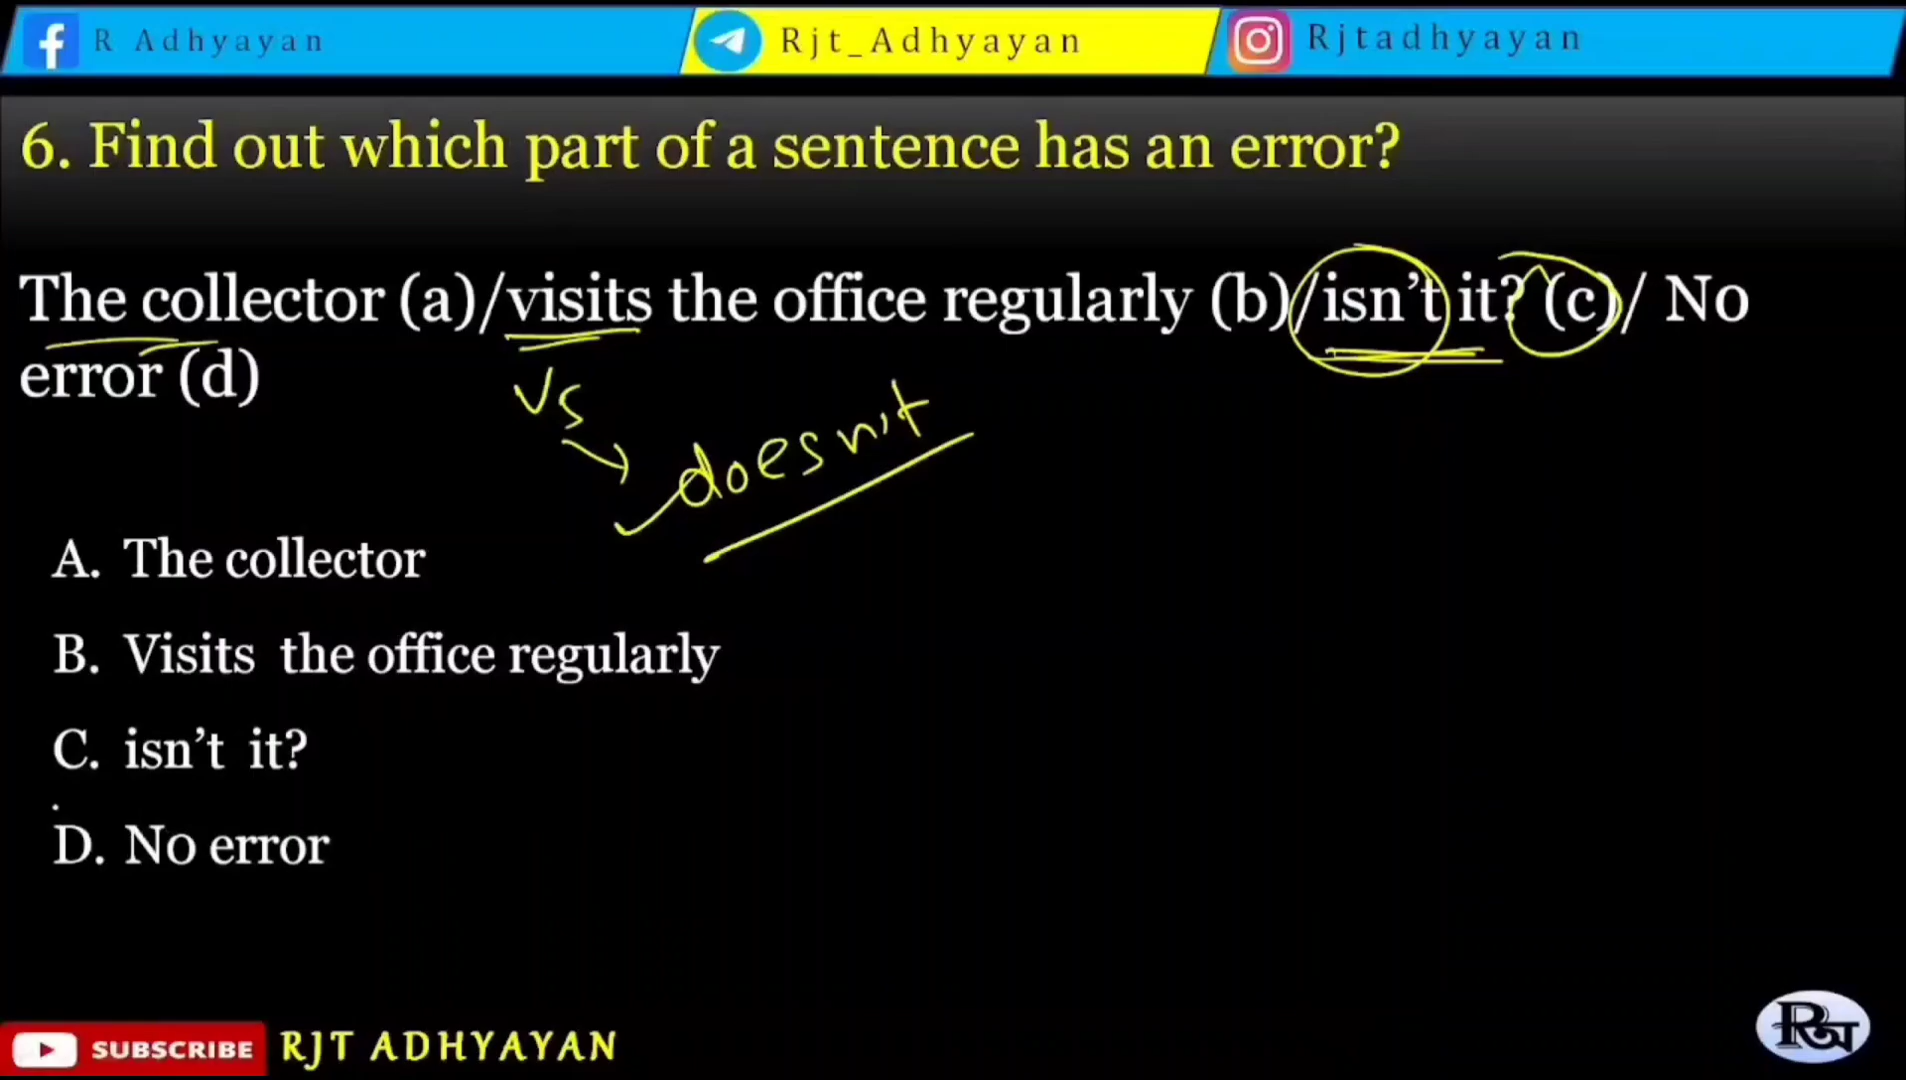 R Adhyayan
Rjt_Adhyayan
Rjtadhyayan
6. Find out which part of a sentence has an error?
The collector (a)/visits the office regularly (b)/isn't it? (c)/ No
error (d)
VS
doesn't
A. The collector
B. Visits the office regularly
C. isn't it?
D. No error
SUBSCRIBE
RJT ADHYAYAN